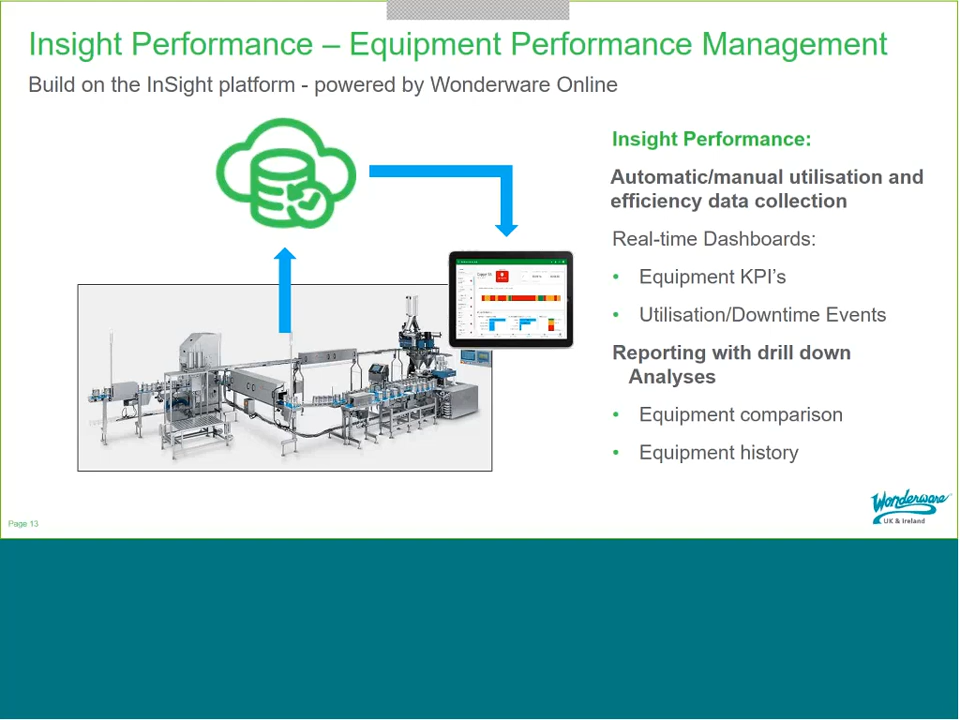 Insight Performance – Equipment Performance Management
Build on the InSight platform - powered by Wonderware Online
Insight Performance:
Automatic/manual utilisation and
efficiency data collection
Real-time Dashboards:
• Equipment KPI’s
• Utilisation/Downtime Events
Reporting with drill down
Analyses
• Equipment comparison
• Equipment history
Wonderware
UK & Ireland
Page 13